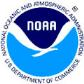 NATIONAL OCEANIC AND ATMOSPHERIC ADMINISTRATION
NOAA
U.S. DEPARTMENT OF COMMERCE